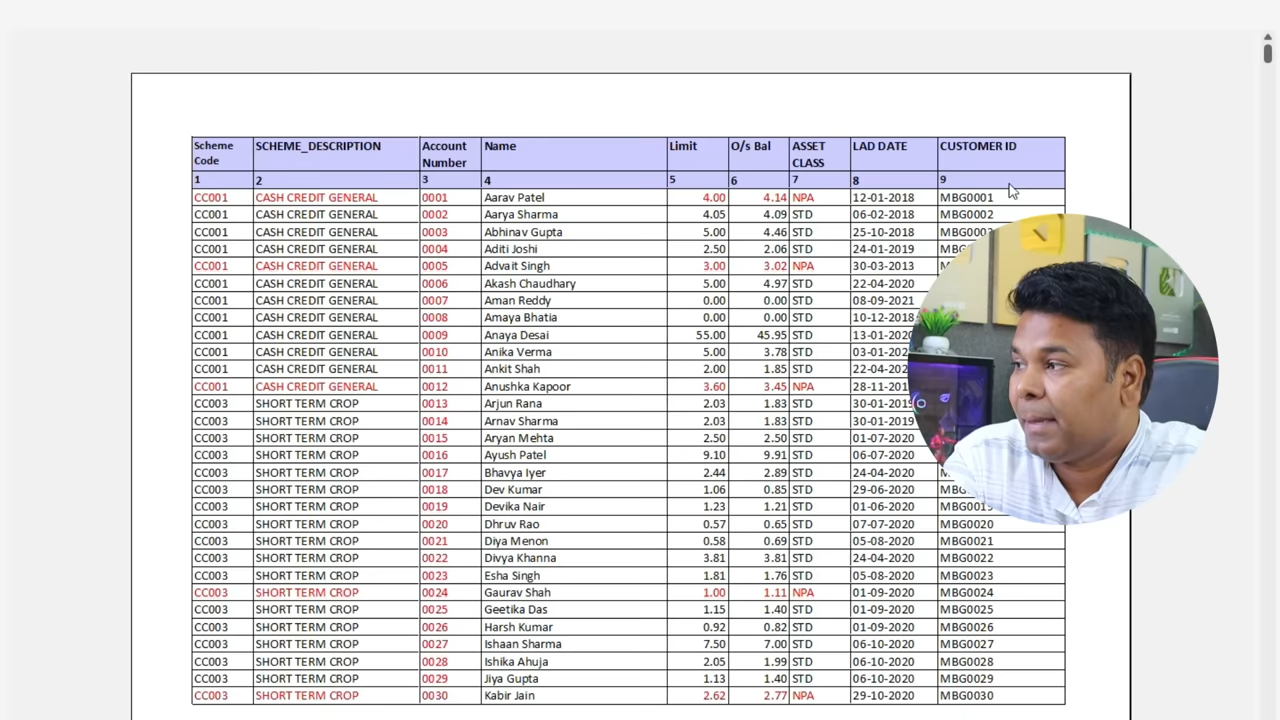 Scheme Code SCHEME_DESCRIPTION Account Number Name Limit O/s Bal ASSET CLASS LAD DATE CUSTOMER ID
1 2 3 4 5 6 7 8 9
CC001 CASH CREDIT GENERAL 0001 Aarav Patel 4.00 4.14 NPA 12-01-2018 MBG0001
CC001 CASH CREDIT GENERAL 0002 Aarya Sharma 4.05 4.09 STD 06-02-2018 MBG0002
CC001 CASH CREDIT GENERAL 0003 Abhinav Gupta 5.00 4.46 STD 25-10-2018
CC001 CASH CREDIT GENERAL 0004 Aditi Joshi 2.50 2.06 STD 24-01-2019
CC001 CASH CREDIT GENERAL 0005 Advait Singh 3.00 3.02 NPA 30-03-2013
CC001 CASH CREDIT GENERAL 0006 Akash Chaudhary 5.00 4.97 STD 22-04-2020
CC001 CASH CREDIT GENERAL 0007 Aman Reddy 0.00 0.00 STD 08-09-2021
CC001 CASH CREDIT GENERAL 0008 Amaya Bhatia 0.00 0.00 STD 10-12-2018
CC001 CASH CREDIT GENERAL 0009 Anaya Desai 55.00 45.95 STD
CC001 CASH CREDIT GENERAL 0010 Anika Verma 5.00 3.78 STD
CC001 CASH CREDIT GENERAL 0011 Ankit Shah 2.00 1.85 STD
CC001 CASH CREDIT GENERAL 0012 Anushka Kapoor 3.60 3.45 NPA
CC003 SHORT TERM CROP 0013 Arjun Rana 2.03 1.83 STD 30-01-2019
CC003 SHORT TERM CROP 0014 Arnav Sharma 2.03 1.83 STD 30-01-2019
CC003 SHORT TERM CROP 0015 Aryan Mehta 2.50 2.50 STD 01-07-2020
CC003 SHORT TERM CROP 0016 Ayush Patel 9.10 9.91 STD 06-07-2020
CC003 SHORT TERM CROP 0017 Bhavya Iyer 2.44 2.89 STD 24-04-2020
CC003 SHORT TERM CROP 0018 Dev Kumar 1.06 0.85 STD 29-06-2020
CC003 SHORT TERM CROP 0019 Devika Nair 1.23 1.21 STD 01-06-2020
CC003 SHORT TERM CROP 0020 Dhruv Rao 0.57 0.65 STD 07-07-2020 MBG0020
CC003 SHORT TERM CROP 0021 Diya Menon 0.58 0.69 STD 05-08-2020 MBG0021
CC003 SHORT TERM CROP 0022 Divya Khanna 3.81 3.81 STD 24-04-2020 MBG0022
CC003 SHORT TERM CROP 0023 Esha Singh 1.81 1.76 STD 05-08-2020 MBG0023
CC003 SHORT TERM CROP 0024 Gaurav Shah 1.00 1.11 NPA 01-09-2020 MBG0024
CC003 SHORT TERM CROP 0025 Geetika Das 1.15 1.40 STD 01-09-2020 MBG0025
CC003 SHORT TERM CROP 0026 Harsh Kumar 0.92 0.82 STD 01-09-2020 MBG0026
CC003 SHORT TERM CROP 0027 Ishaan Sharma 7.50 7.00 STD 06-10-2020 MBG0027
CC003 SHORT TERM CROP 0028 Ishika Ahuja 2.05 1.99 STD 06-10-2020 MBG0028
CC003 SHORT TERM CROP 0029 Jiya Gupta 1.13 1.40 STD 06-10-2020 MBG0029
CC003 SHORT TERM CROP 0030 Kabir Jain 2.62 2.77 NPA 29-10-2020 MBG0030